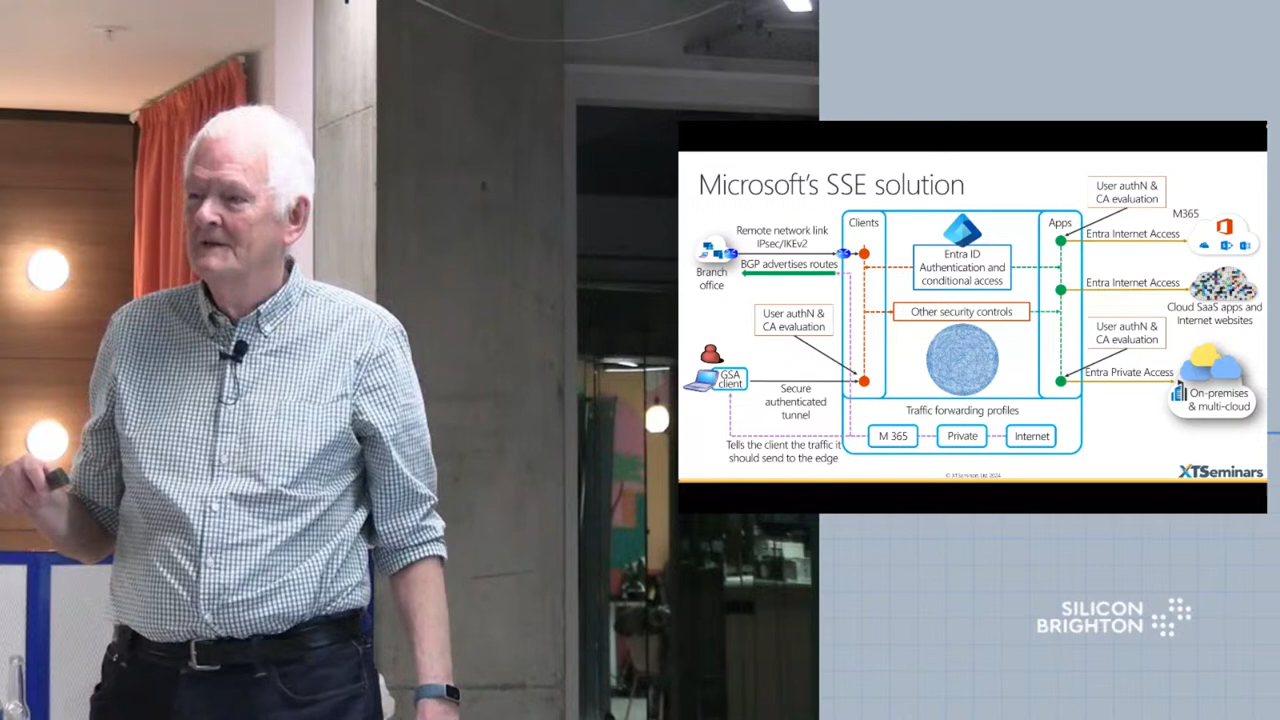 Microsoft's SSE solution
User authN &
CA evaluation
M365
Clients
Apps
Remote network link
IPsec/IKEv2
Entra Internet Access
BGP advertises routes
Branch
office
Entra ID
Authentication and
conditional access
Entra Internet Access
Cloud SaaS apps and
Internet websites
User authN &
CA evaluation
Other security controls
User authN &
CA evaluation
GSA
client
Secure
authenticated
tunnel
Entra Private Access
On-premises
& multi-cloud
Traffic forwarding profiles
M 365
Private
Internet
Tells the client the traffic it
should send to the edge
© XTSeminars Ltd 2024
XTSeminars
SILICON
BRIGHTON